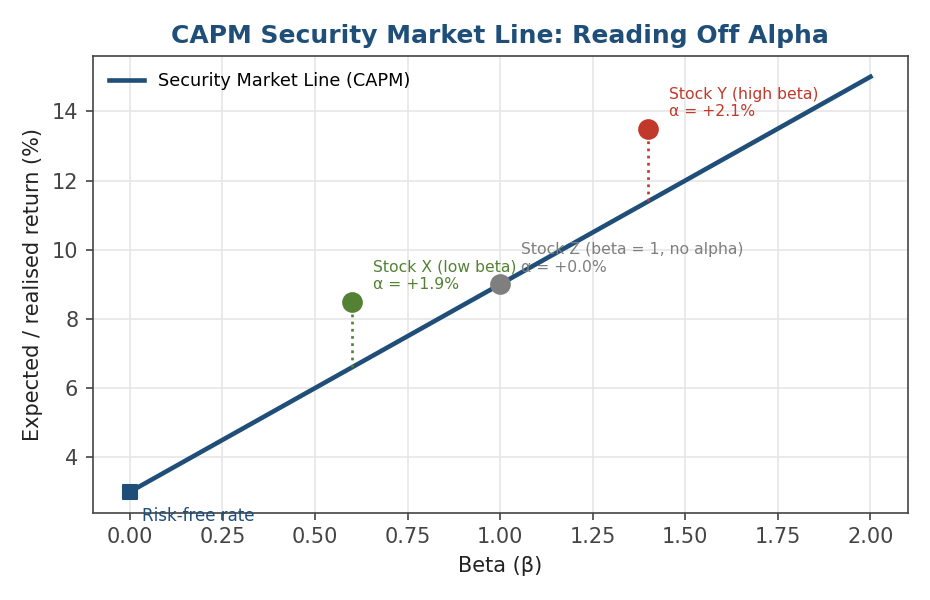 CAPM Security Market Line: Reading Off Alpha
Security Market Line (CAPM)
Stock Y (high beta)
α = +2.1%
Stock Z (beta = 1, no alpha)
α = +0.0%
Stock X (low beta)
α = +1.9%
Risk-free rate
Expected / realised return (%)
14
12
10
8
6
4
0.00
0.25
0.50
0.75
1.00
1.25
1.50
1.75
2.00
Beta (β)